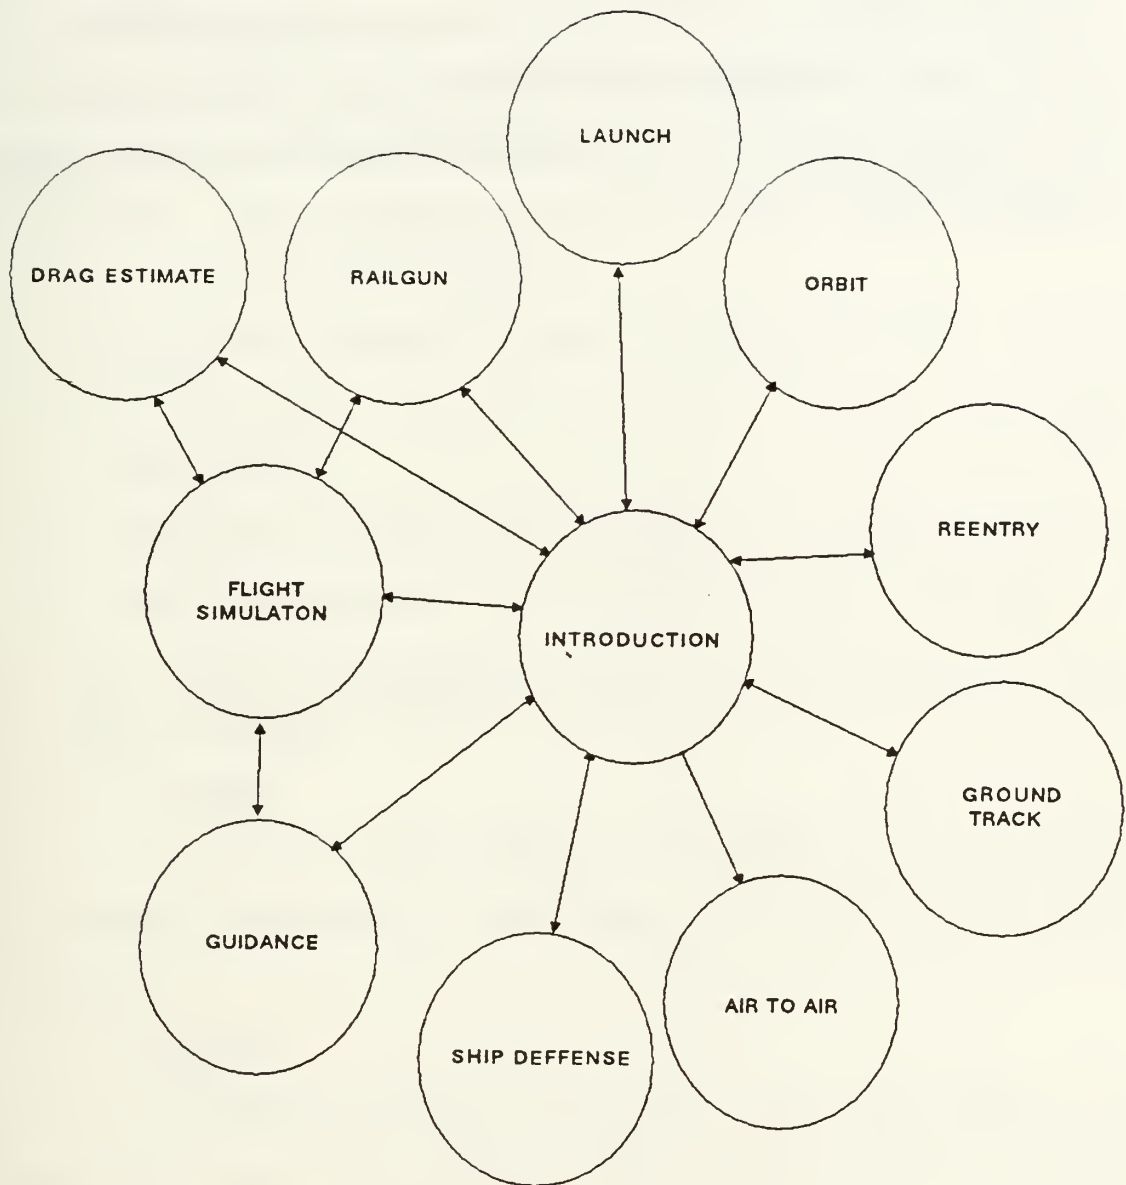 LAUNCH
DRAG ESTIMATE
RAILGUN
ORBIT
REENTRY
FLIGHT
SIMULATON
INTRODUCTION
GROUND
TRACK
GUIDANCE
AIR TO AIR
SHIP DEFFENSE